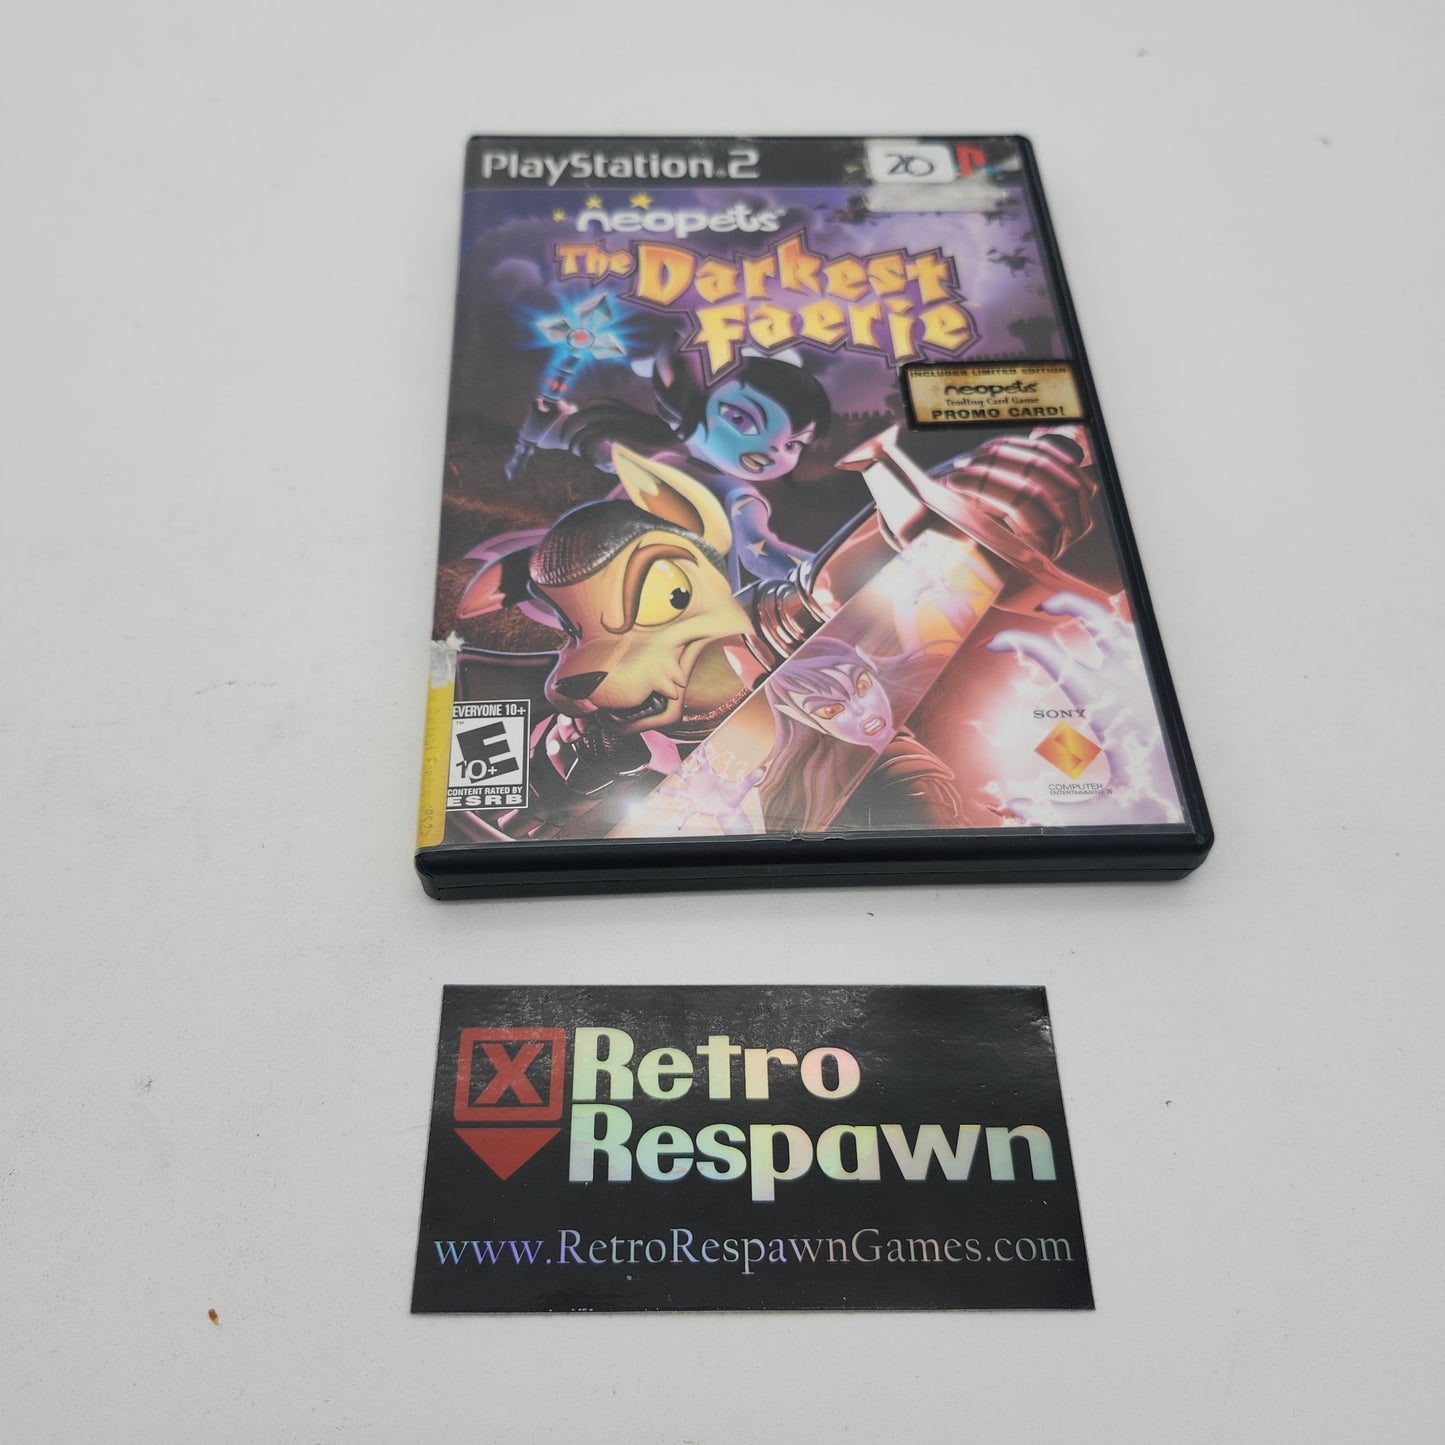 PlayStation.2
20
neopets
The Darkest
Faerie
INCLUDES LIMITED EDITION
neopets
Trading Card Game
PROMO CARD!
EVERYONE 10+
E
10+
CONTENT RATED BY
ESRB
SONY
COMPUTER
ENTERTAINMENT
X
Retro
Respawn
www.RetroRespawnGames.com